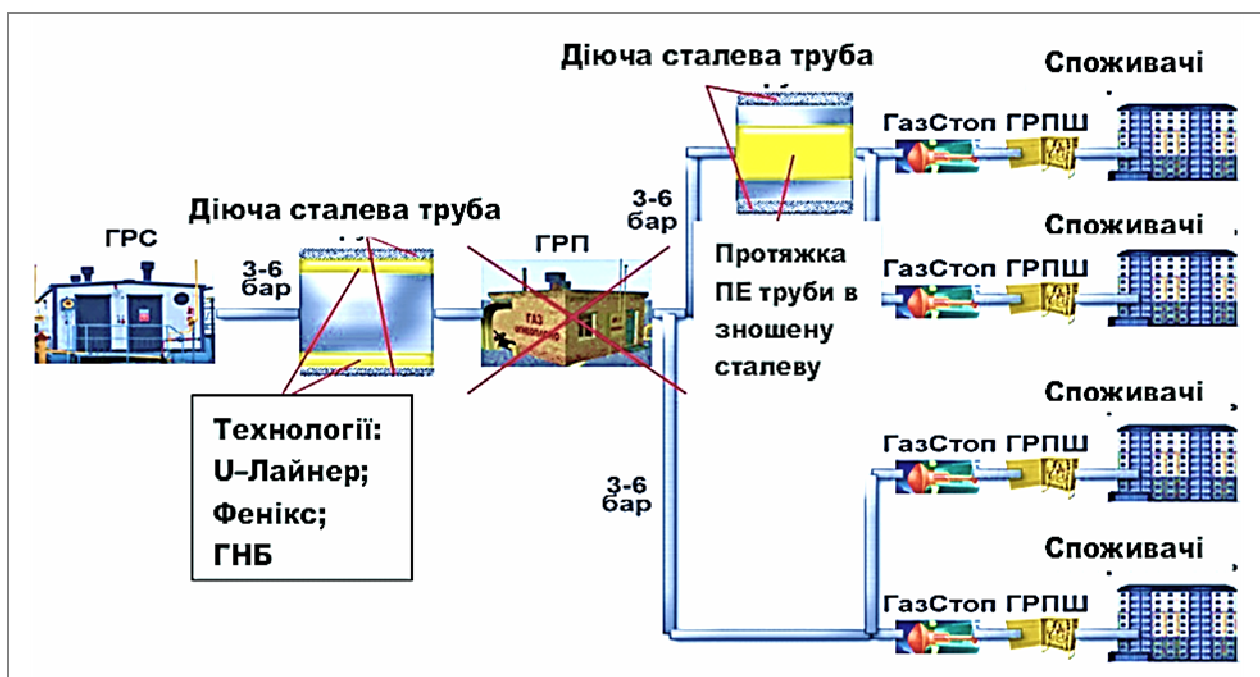 Діюча сталева труба
Споживачі
ГазСтоп ГРПШ
Діюча сталева труба
3-6
бар
ГРС
3-6
бар
ГРП
ГАЗ
Протяжка
ПЕ труби в
зношену
сталеву
Споживачі
ГазСтоп ГРПШ
Технології:
U–Лайнер;
Фенікс;
ГНБ
3-6
бар
Споживачі
ГазСтоп ГРПШ
Споживачі
ГазСтоп ГРПШ